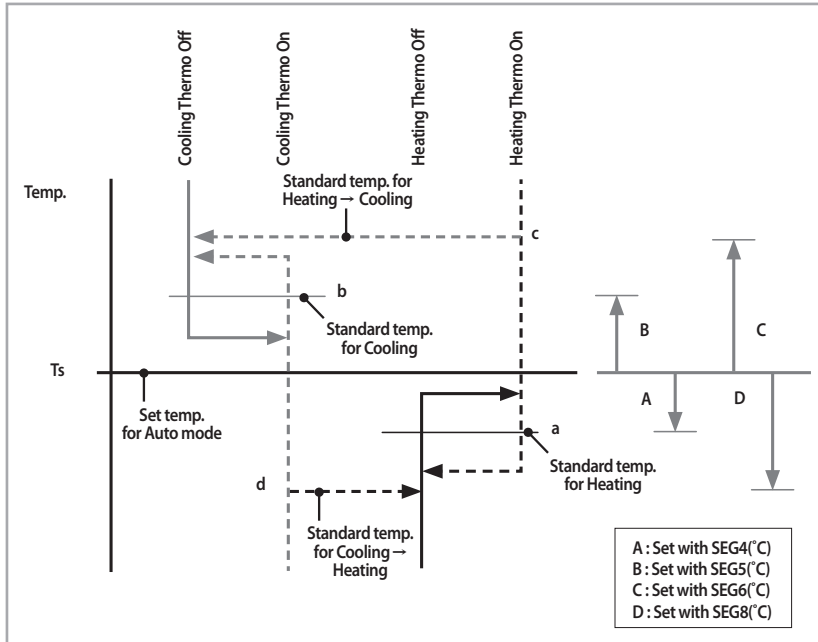 Cooling Thermo Off
Cooling Thermo On
Heating Thermo Off
Heating Thermo On
Temp.
Standard temp. for
Heating → Cooling
c
b
Standard temp.
for Cooling
B
C
Ts
A
D
Set temp.
for Auto mode
a
Standard temp.
for Heating
d
Standard temp.
for Cooling →
Heating
A : Set with SEG4(˚C)
B : Set with SEG5(˚C)
C : Set with SEG6(˚C)
D : Set with SEG8(˚C)